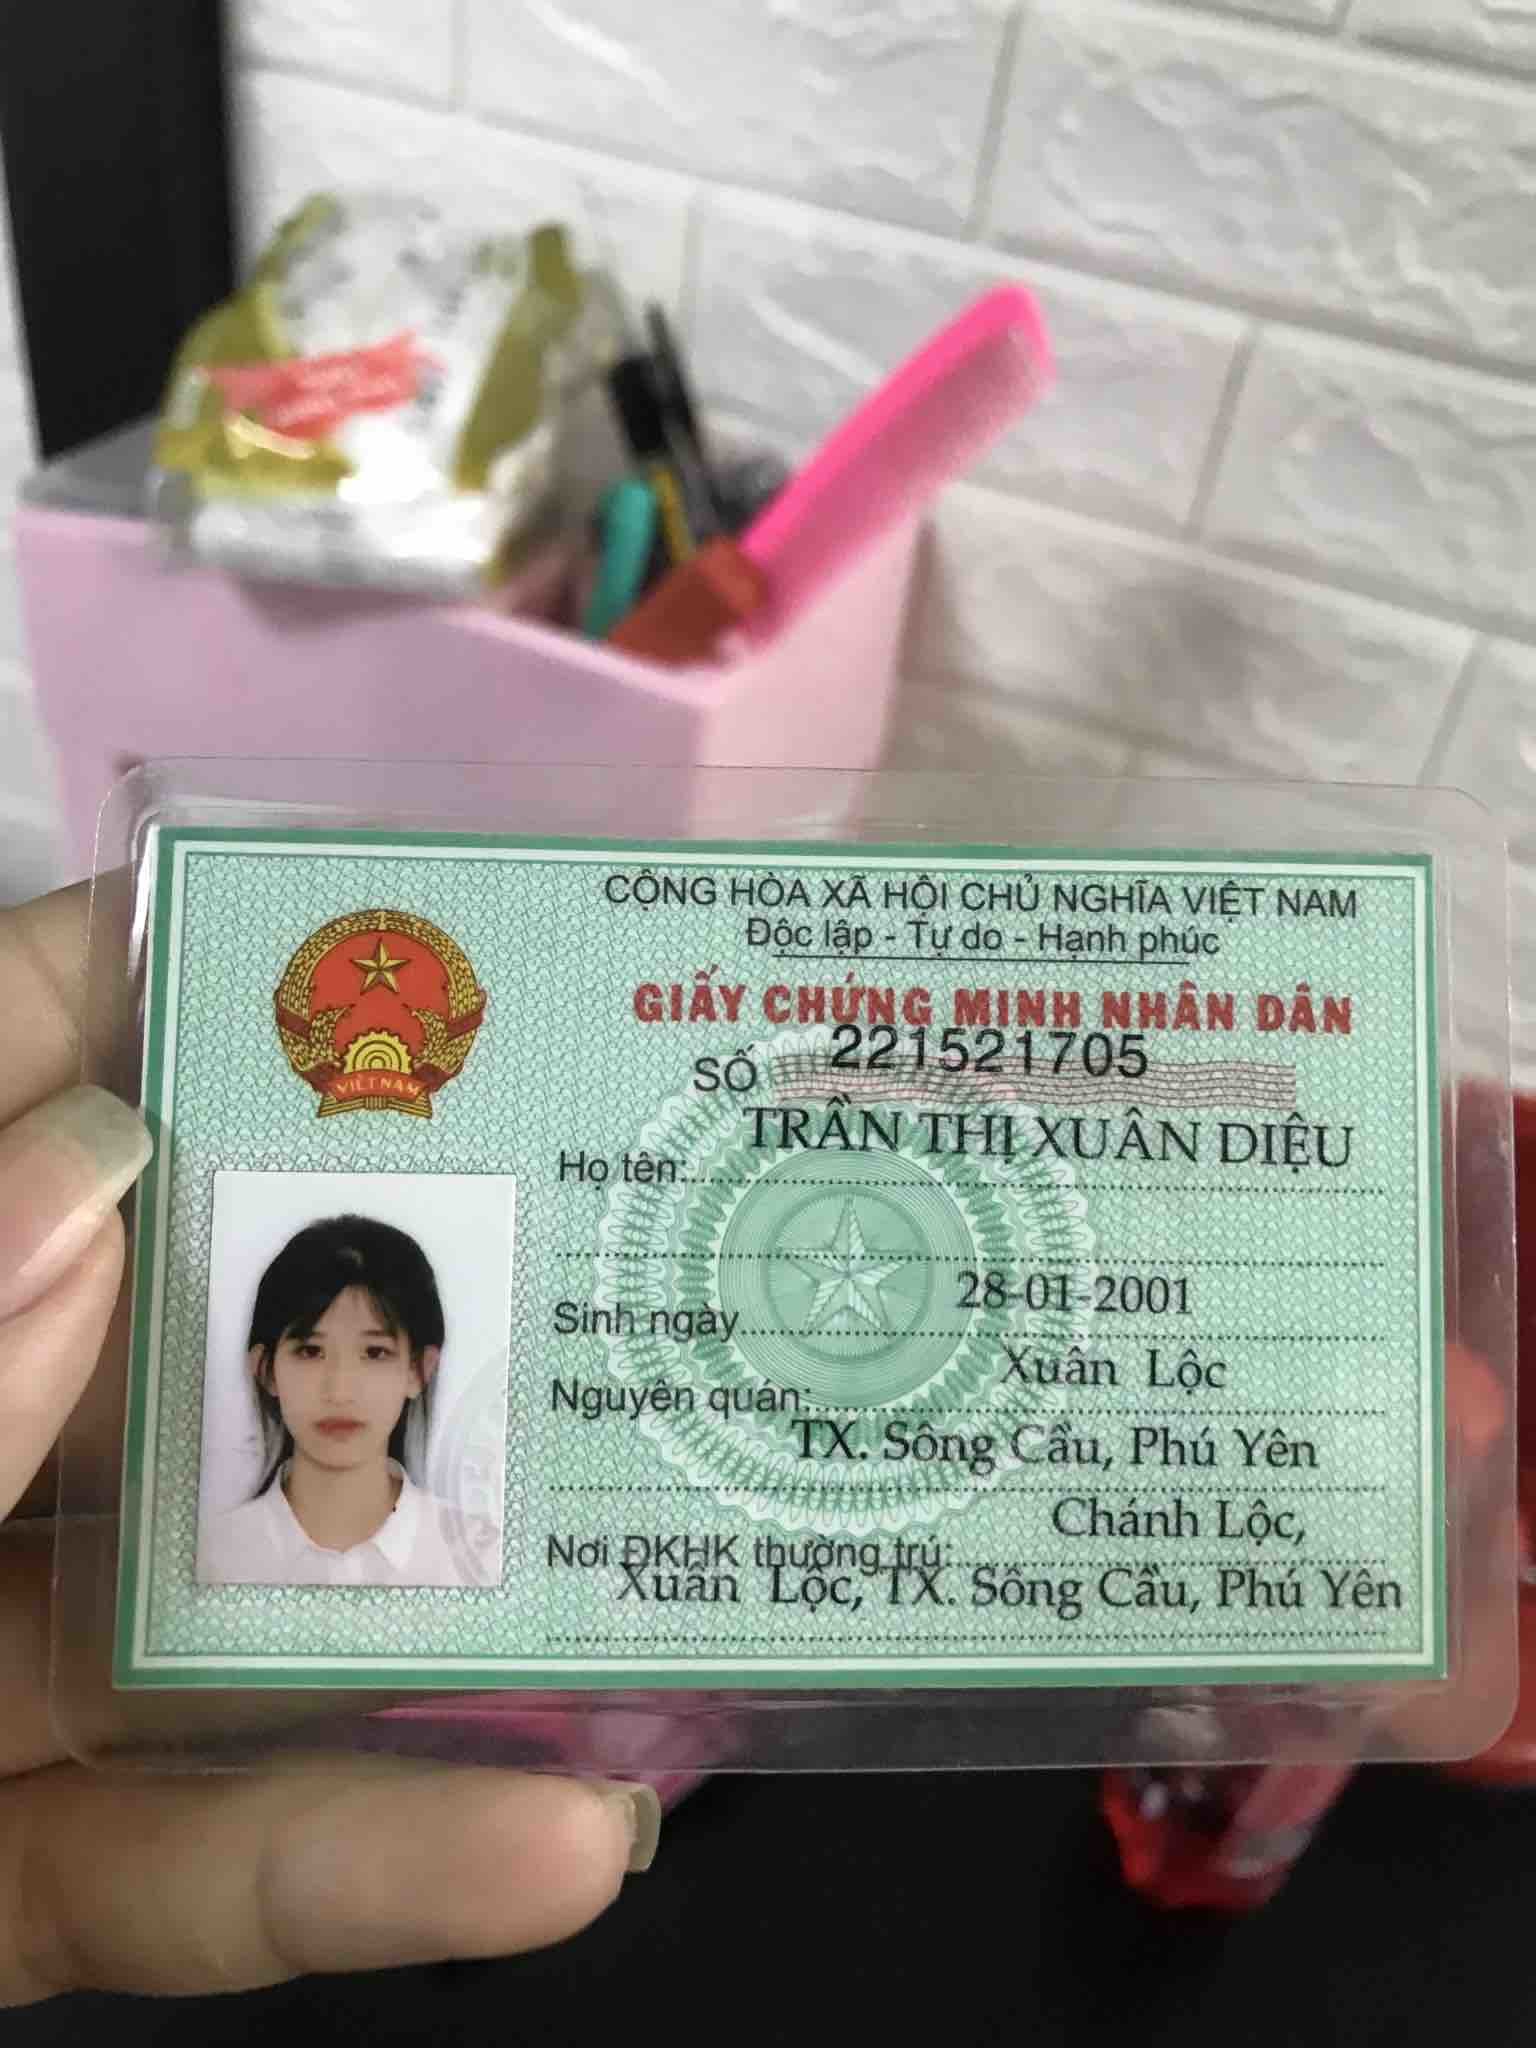 CỘNG HÒA XÃ HỘI CHỦ NGHĨA VIỆT NAM
Độc lập - Tự do - Hạnh phúc
GIẤY CHỨNG MINH NHÂN DÂN
SỐ 221521705
Họ tên: TRẦN THỊ XUÂN DIỆU
Sinh ngày 28-01-2001
Nguyên quán: Xuân Lộc
TX. Sông Cầu, Phú Yên
Nơi ĐKHK thường trú: Chánh Lộc,
Xuân Lộc, TX. Sông Cầu, Phú Yên
VIỆT NAM